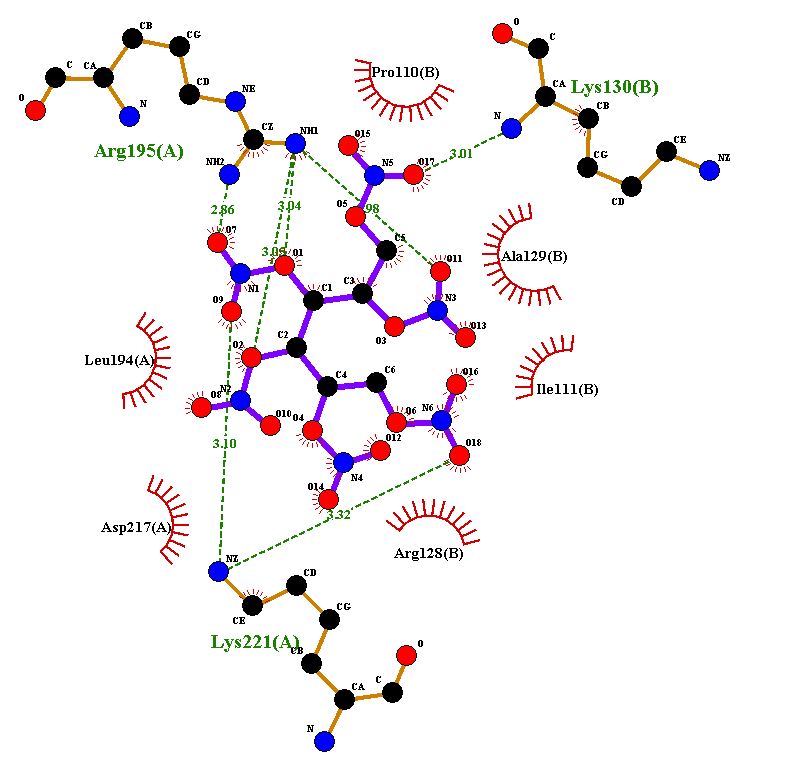 O
C
CA
CB
CG
CD
N
NE
CZ
NH1
NH2
Arg195(A)
Pro110(B)
O
C
CA
Lys130(B)
CB
N
CG
CD
CE
NZ
O15
N5
O17
3.01
O5
.98
C5
2.86
3.04
O7
O1
O11
Ala129(B)
N1
C1
C3
N3
O9
O3
O13
C2
O2
Leu194(A)
C4
C6
O16
Ile111(B)
N2
O8
O10
O4
O6
N6
O12
O18
3.10
N4
O14
3.32
Asp217(A)
Arg128(B)
NZ
CD
CE
CG
Lys221(A)
CB
O
CA
C
N